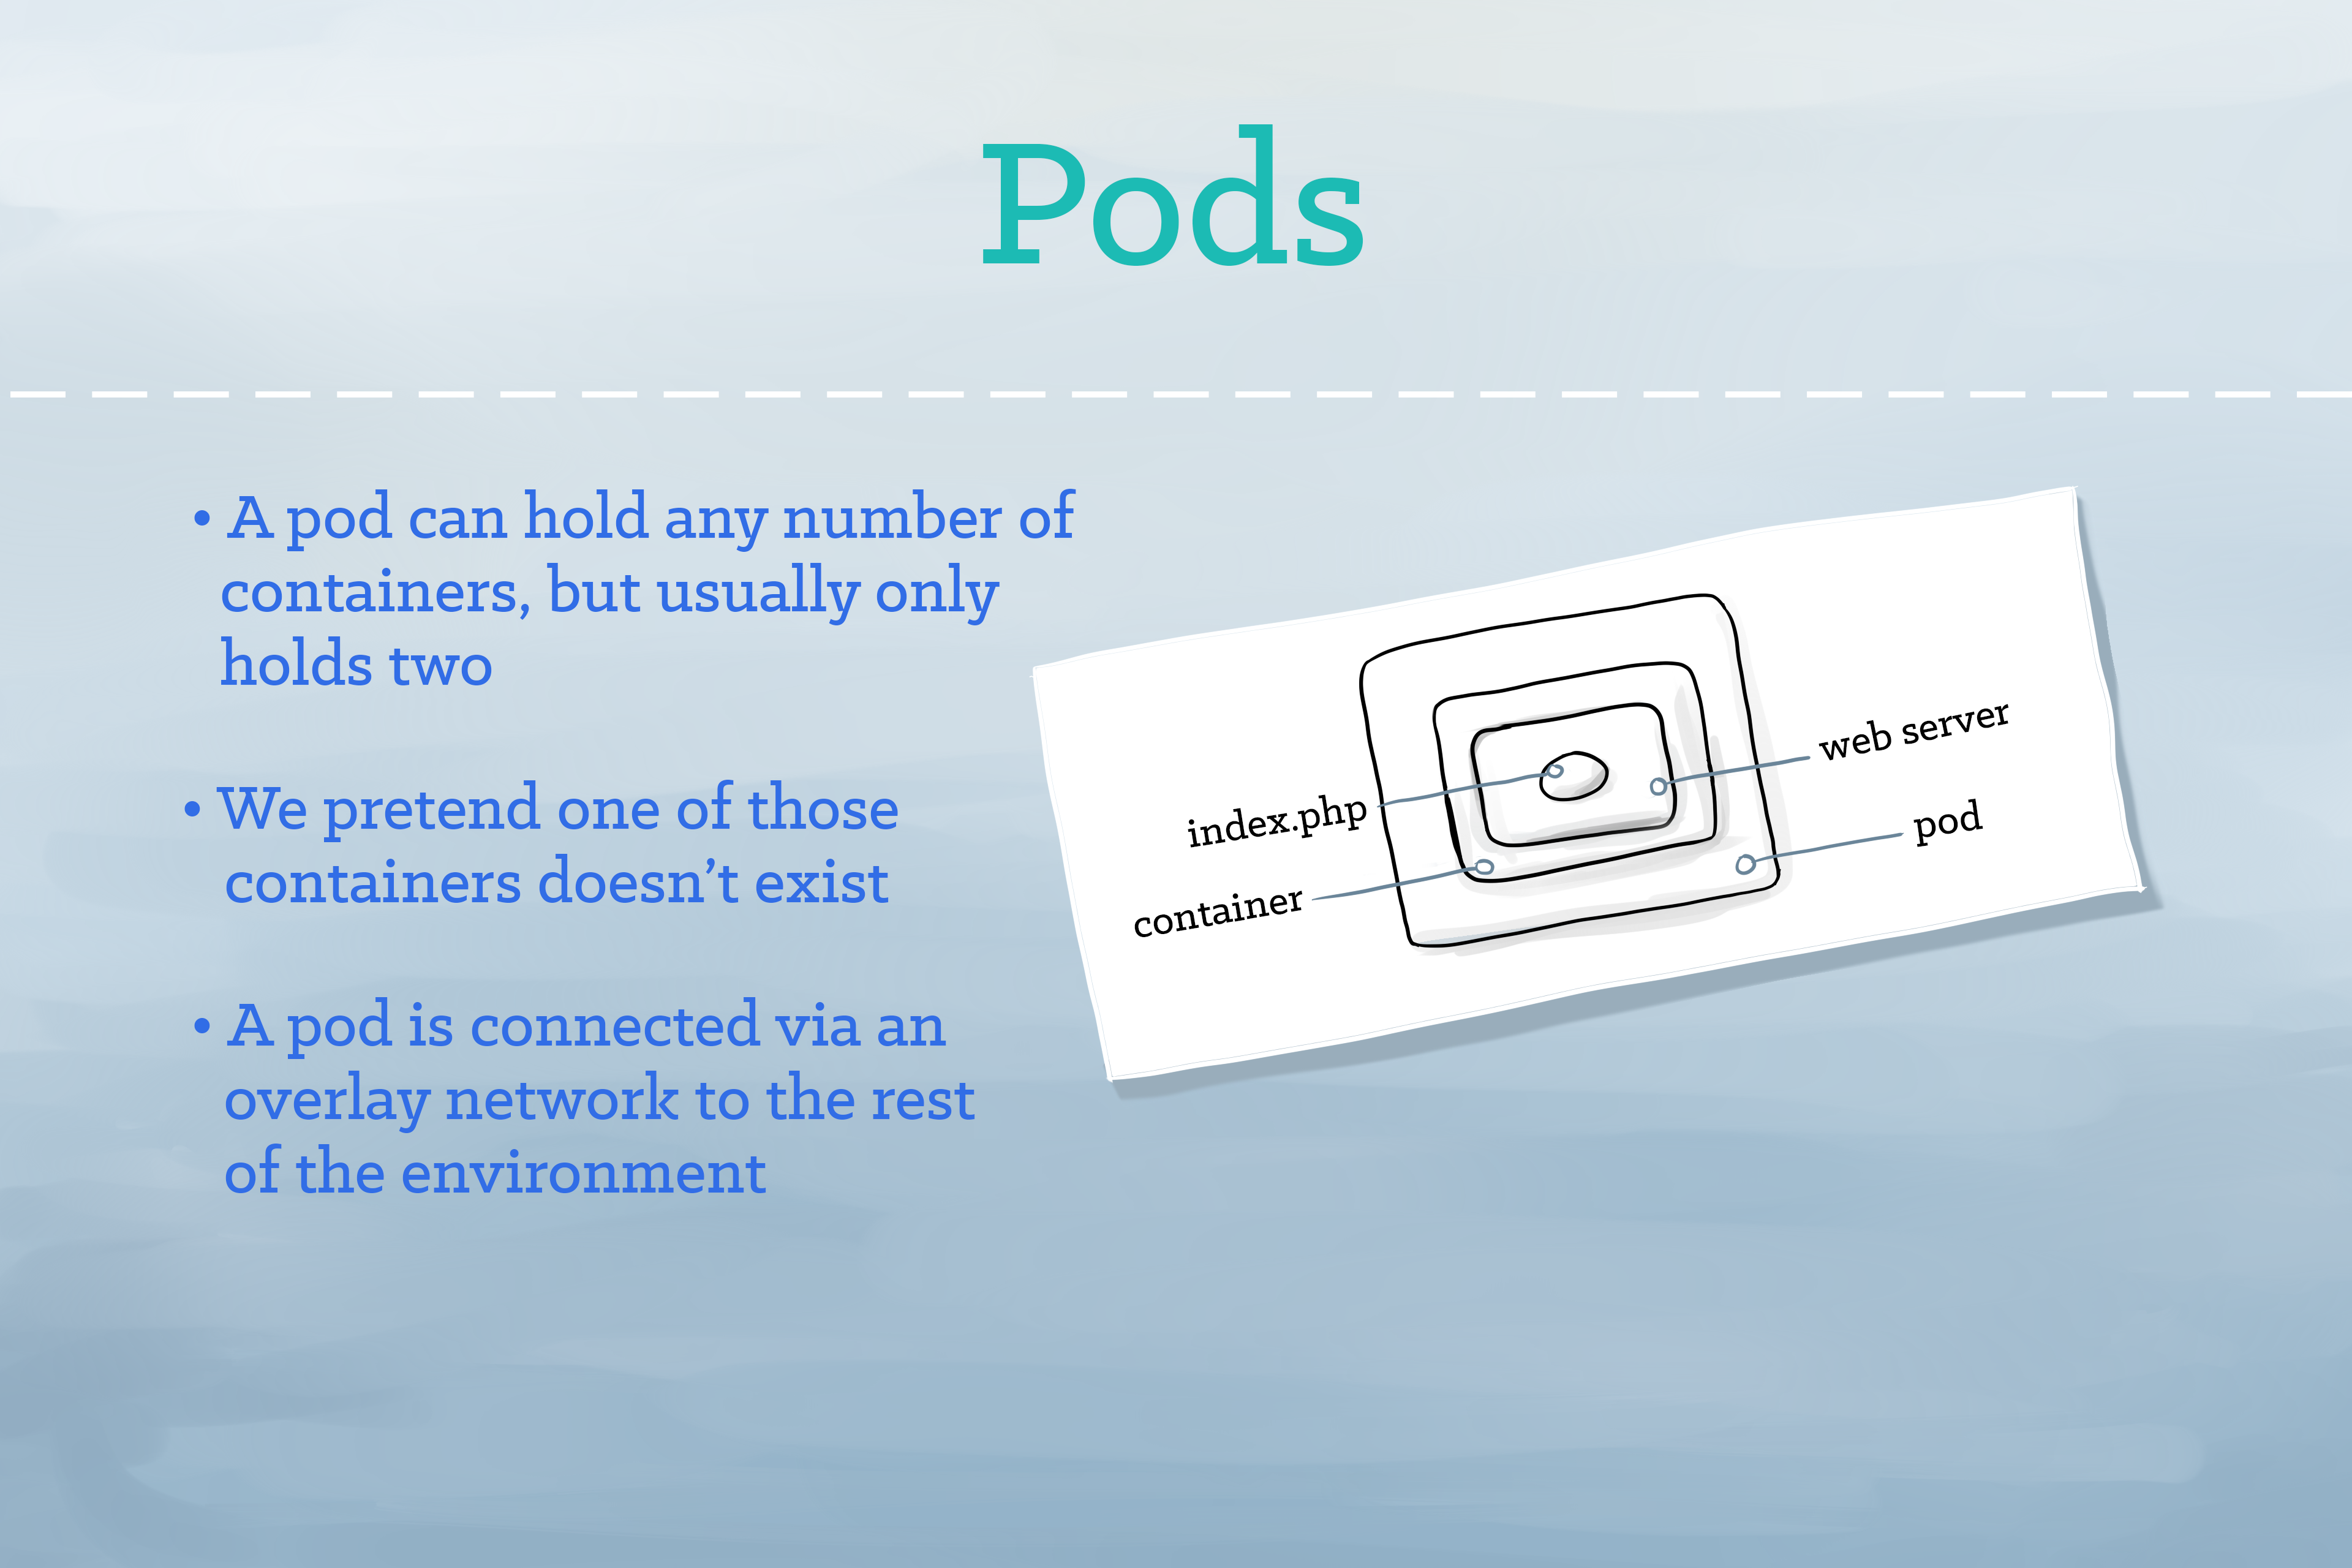 Pods
• A pod can hold any number of
containers, but usually only
holds two
• We pretend one of those
containers doesn’t exist
• A pod is connected via an
overlay network to the rest
of the environment
web server
index.php
pod
container